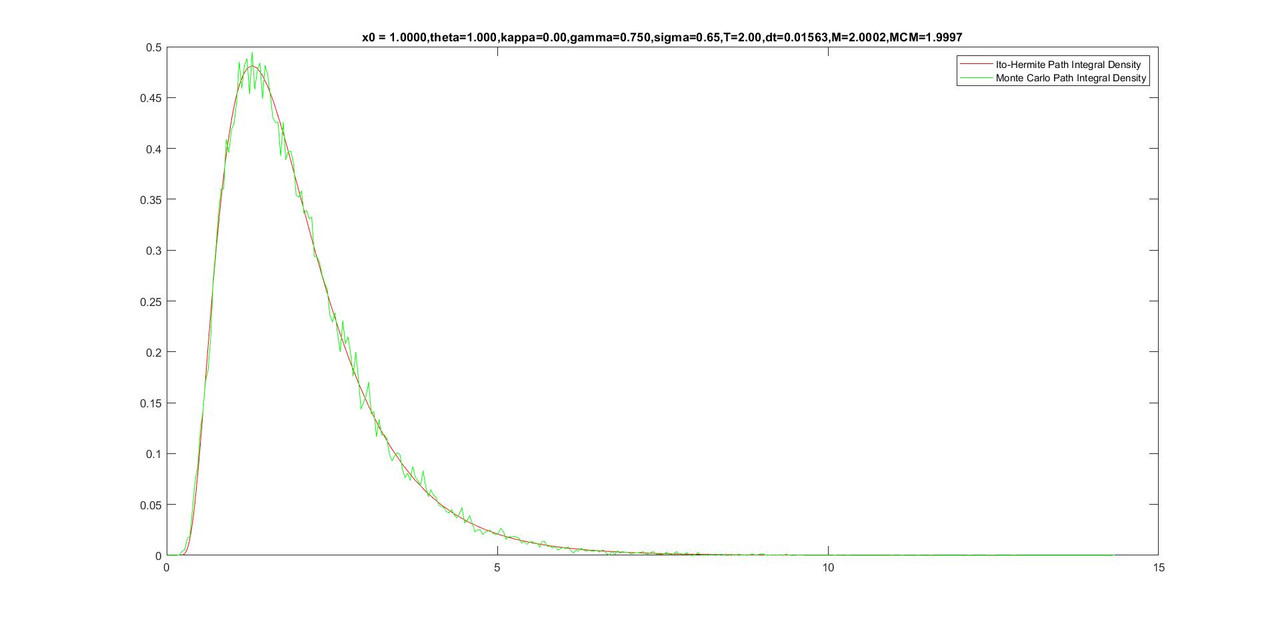 x0 = 1.0000,theta=1.000,kappa=0.00,gamma=0.750,sigma=0.65,T=2.00,dt=0.01563,M=2.0002,MCM=1.9997
Ito-Hermite Path Integral Density
Monte Carlo Path Integral Density
0.5
0.45
0.4
0.35
0.3
0.25
0.2
0.15
0.1
0.05
0
0 5 10 15